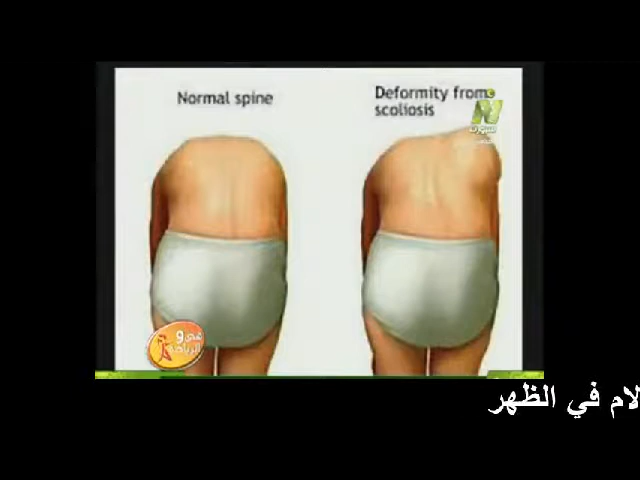 Normal spine
Deformity from
scoliosis
لام في الظهر